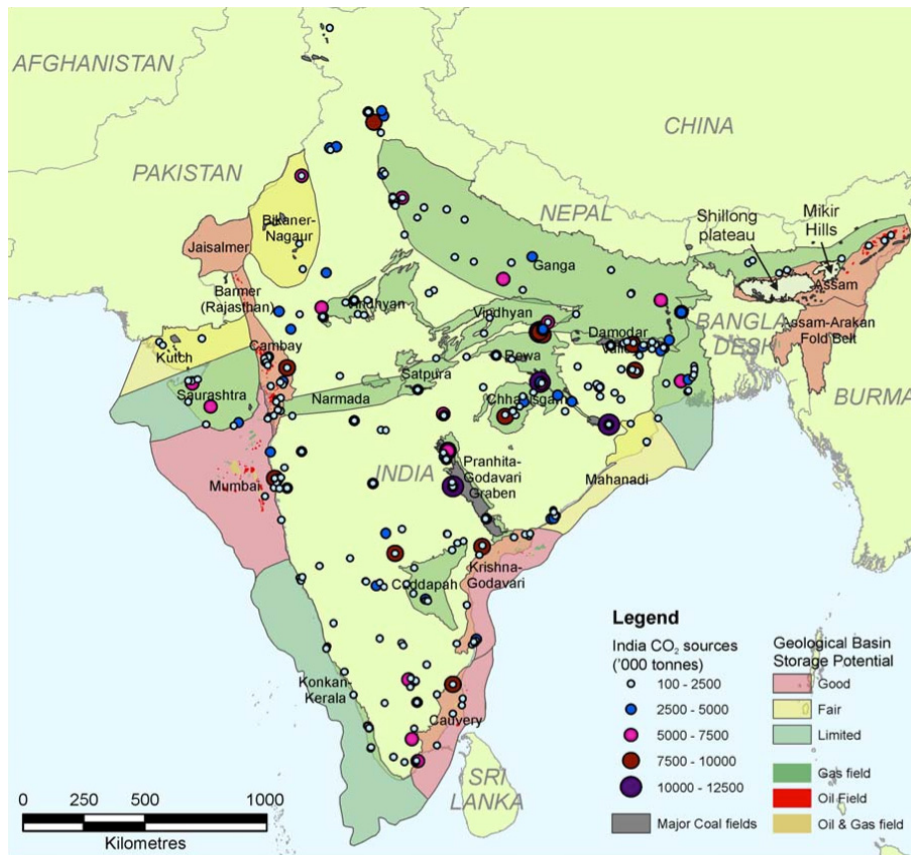 AFGHANISTAN
CHINA
PAKISTAN
NEPAL
Shillong
plateau
Mikir
Hills
Bikaner-
Nagaur
Jaisalmer
Ganga
Assam
Barmer
(Rajasthan)
Vindhyan
Vindhyan
Damodar
Valley
BANGLA
DESH
Assam-Arakan
Fold Belt
Kutch
Cambay
Rewa
Satpura
Saurashtra
Narmada
Chhattisgarh
BURMA
INDIA
Pranhita-
Godavari
Graben
Mahanadi
Mumbai
Krishna-
Godavari
Cuddapah
Konkan-
Kerala
Cauvery
SRI
LANKA
Legend
India CO₂ sources
('000 tonnes)
100 - 2500
2500 - 5000
5000 - 7500
7500 - 10000
10000 - 12500
Major Coal fields
Geological Basin
Storage Potential
Good
Fair
Limited
Gas field
Oil Field
Oil & Gas field
0 250 500 1000
Kilometres